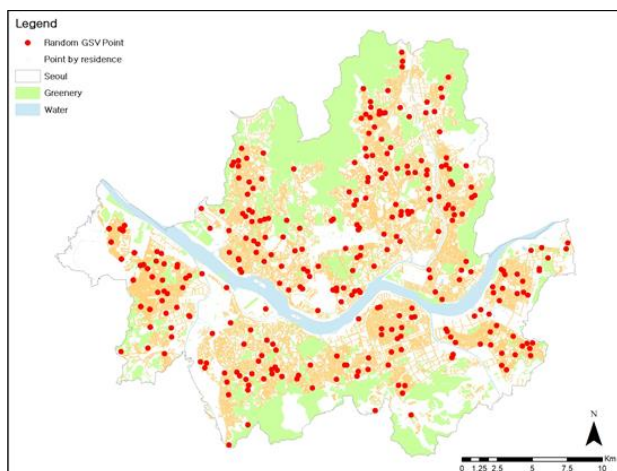 Legend
Random GSV Point
Point by residence
Seoul
Greenery
Water
N
Km
0 1.25 2.5 5 7.5 10